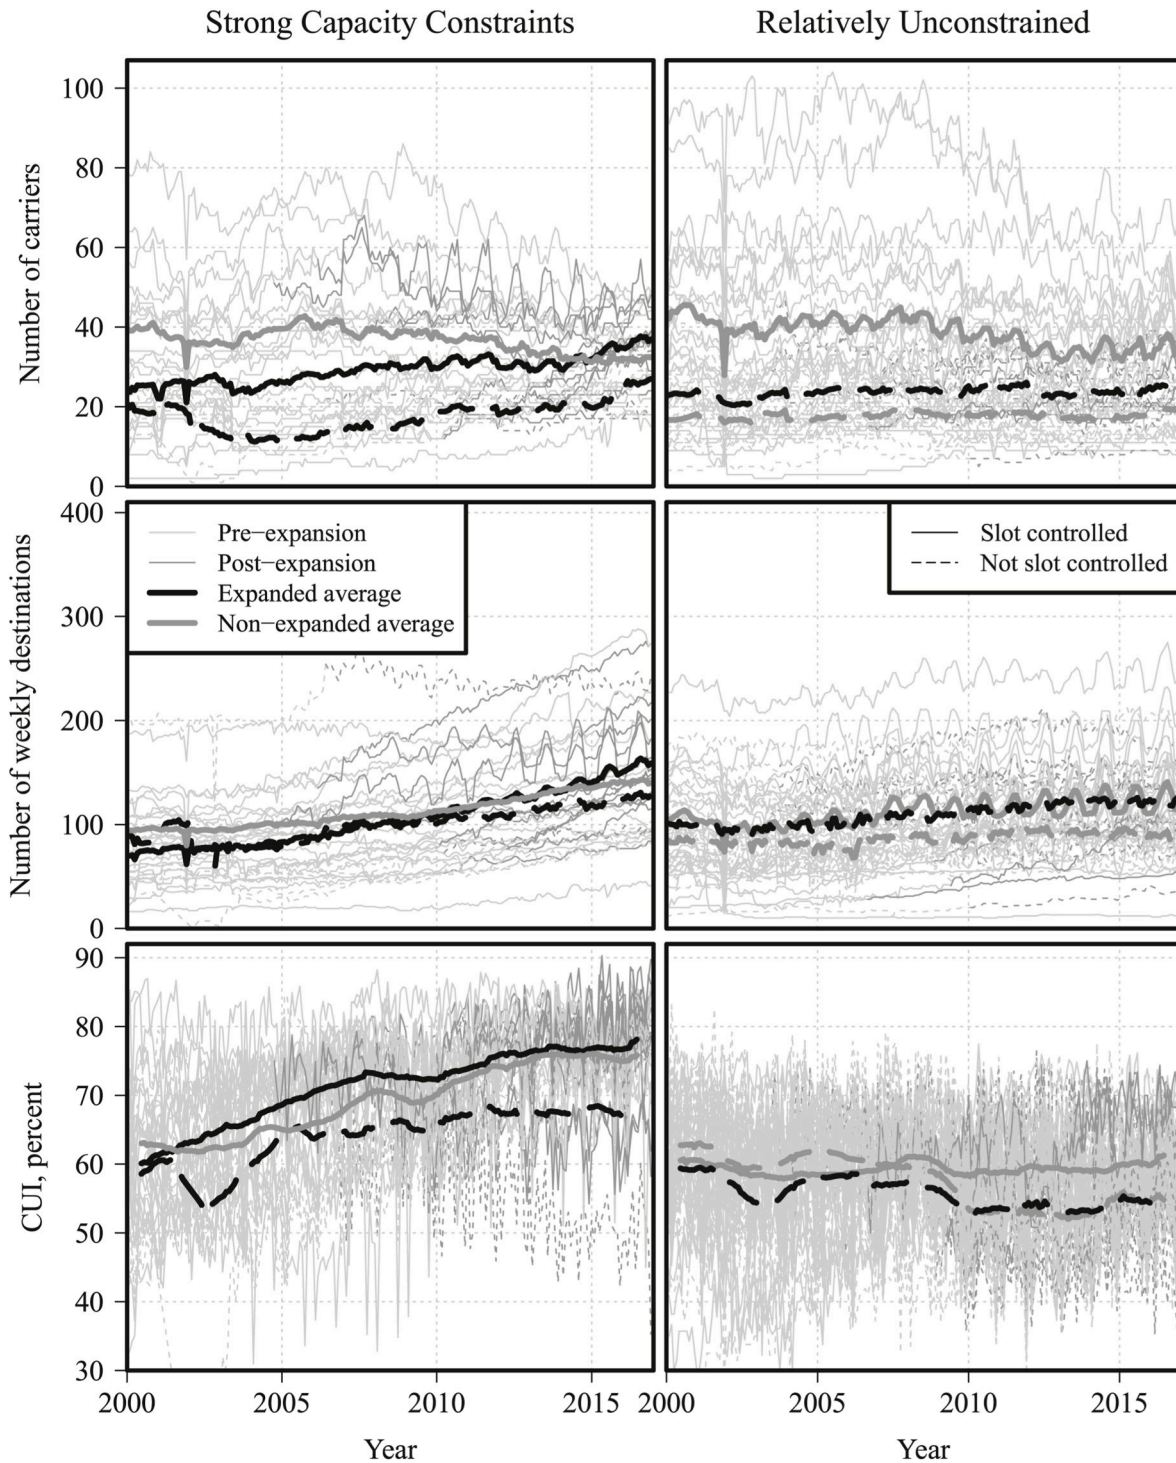 Strong Capacity Constraints
Relatively Unconstrained
Number of carriers
100
80
60
40
20
0
Number of weekly destinations
400
300
200
100
0
Pre−expansion
Post−expansion
Expanded average
Non−expanded average
Slot controlled
Not slot controlled
CUI, percent
90
80
70
60
50
40
30
2000
2005
2010
2015
2000
2005
2010
2015
Year
Year